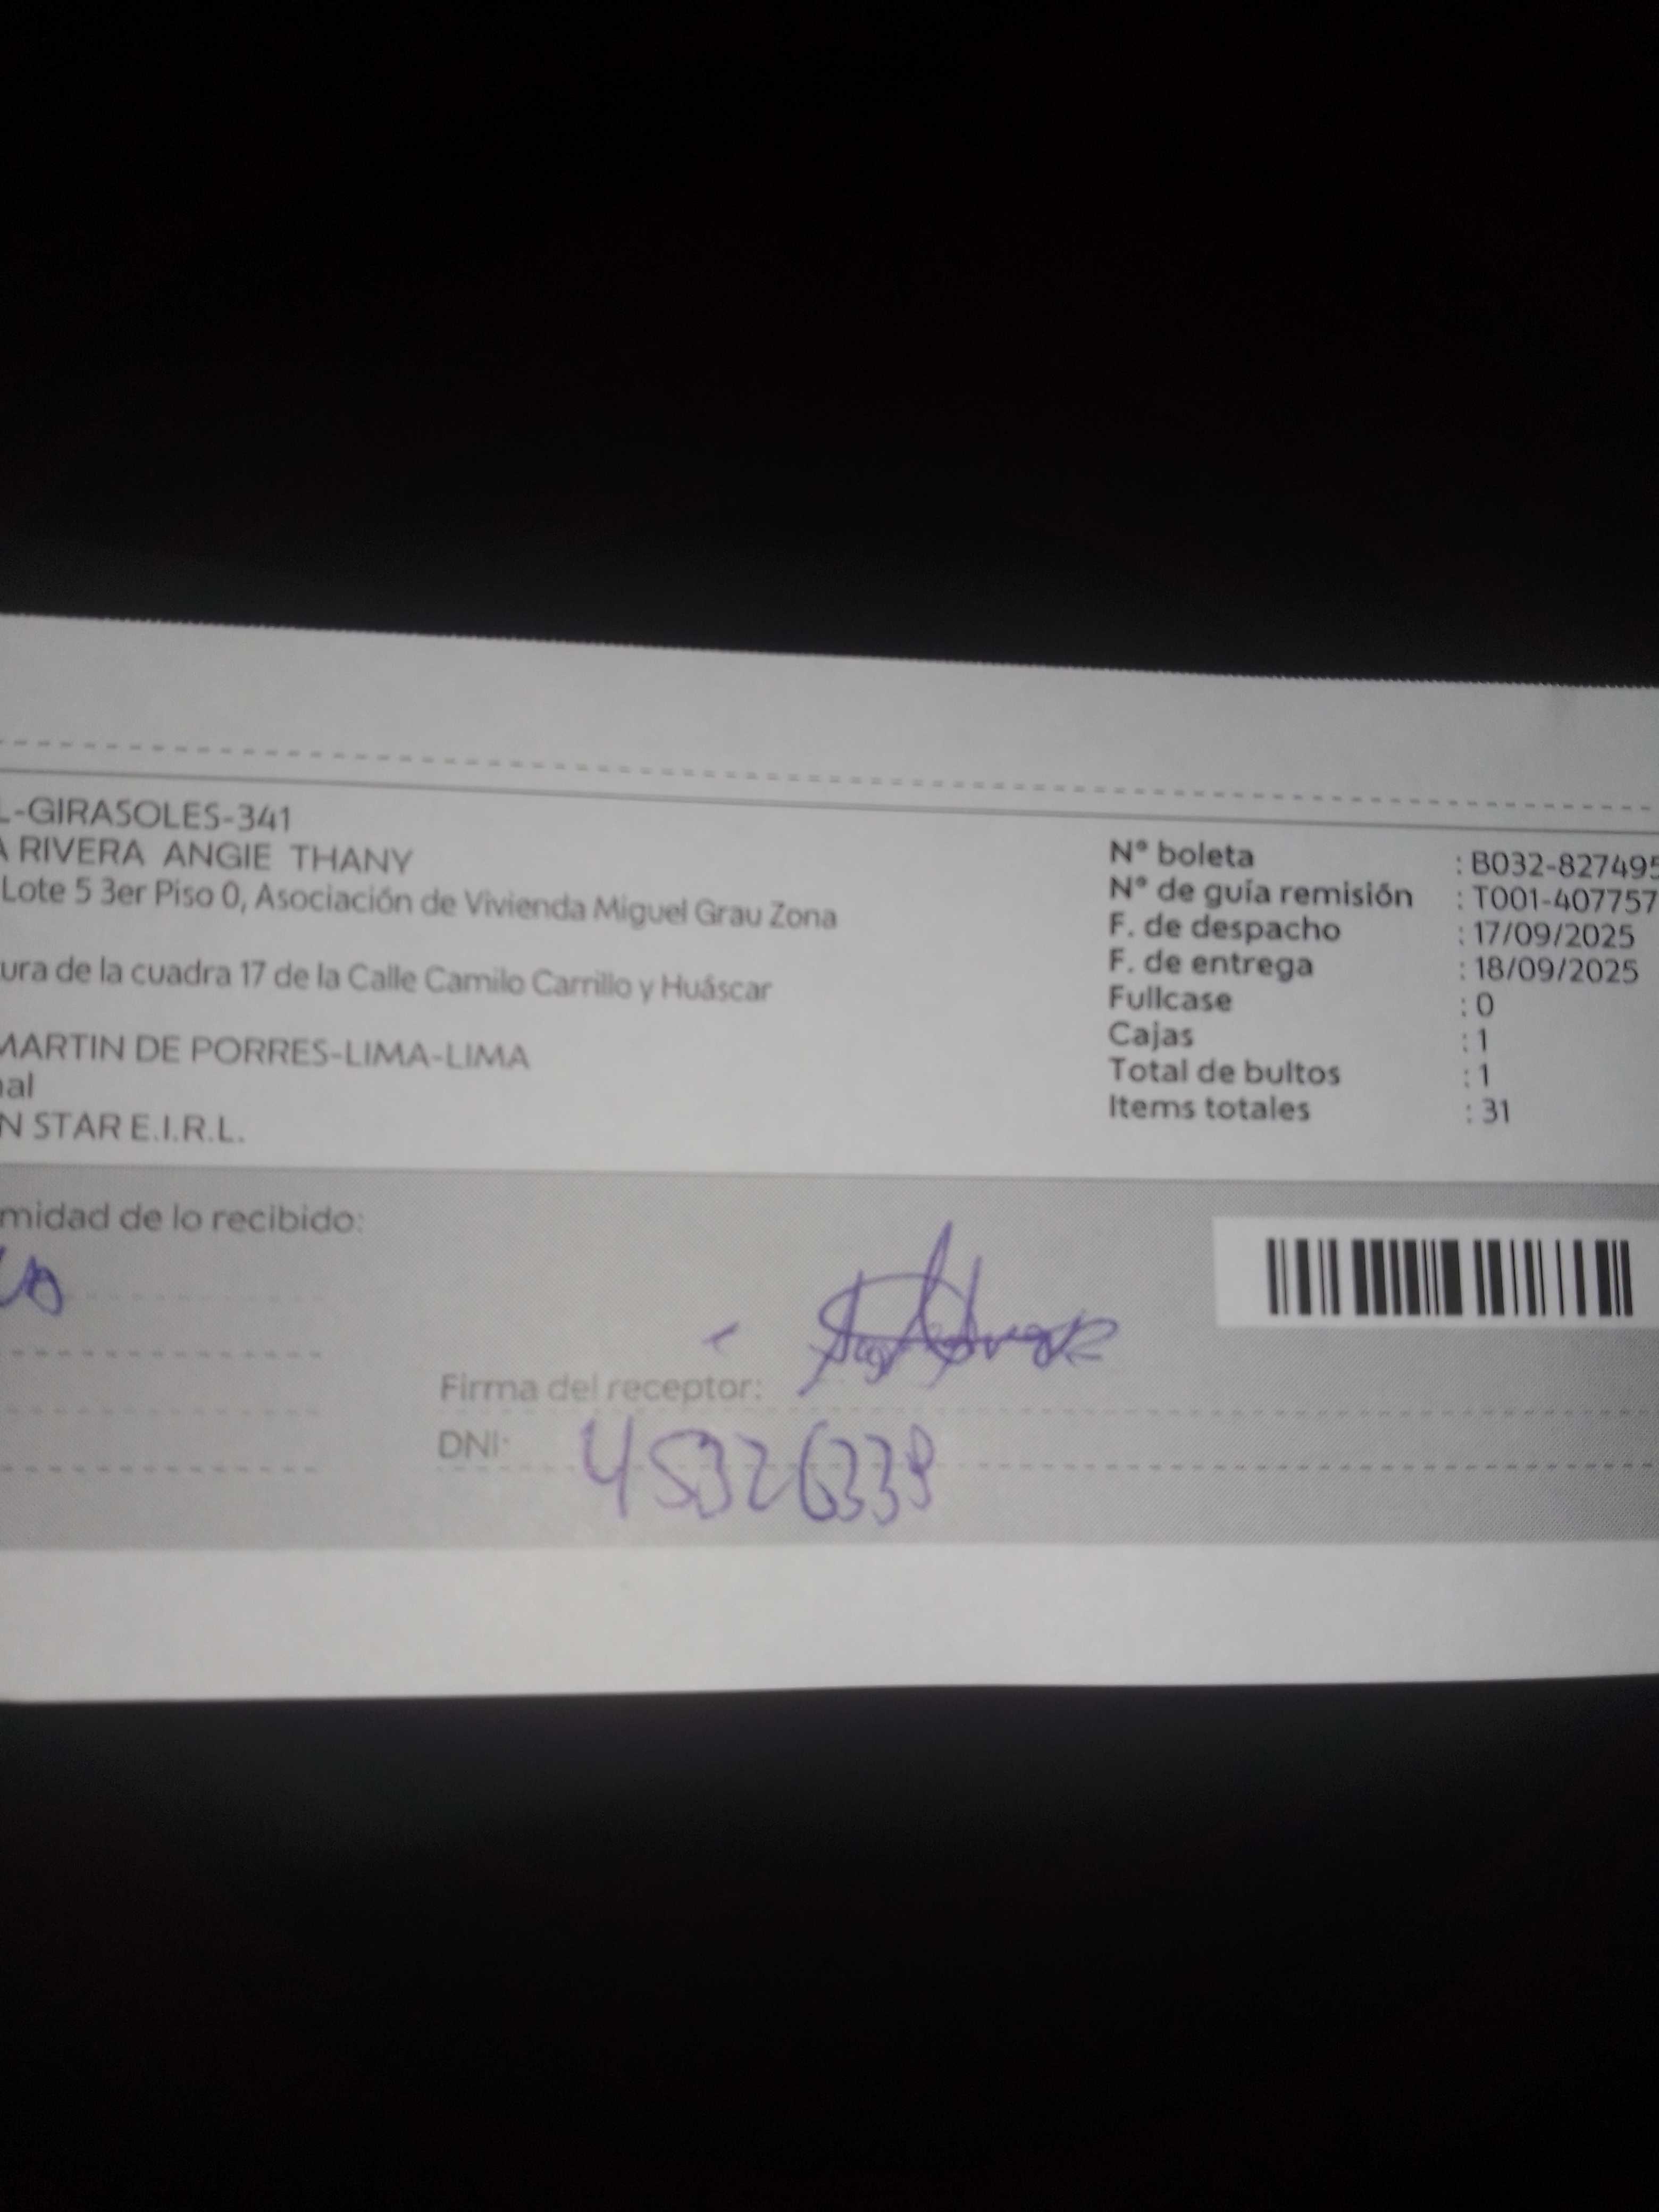 L-GIRASOLES-341
A RIVERA ANGIE THANY
Lote 5 3er Piso 0, Asociación de Vivienda Miguel Grau Zona
ura de la cuadra 17 de la Calle Camilo Carrillo y Huáscar
MARTIN DE PORRES-LIMA-LIMA
nal
N STAR E.I.R.L.
N° boleta : B032-827495
N° de guía remisión : T001-407757
F. de despacho : 17/09/2025
F. de entrega : 18/09/2025
Fullcase : 0
Cajas : 1
Total de bultos : 1
Items totales : 31
midad de lo recibido:
Firma del receptor:
DNI: 45326339